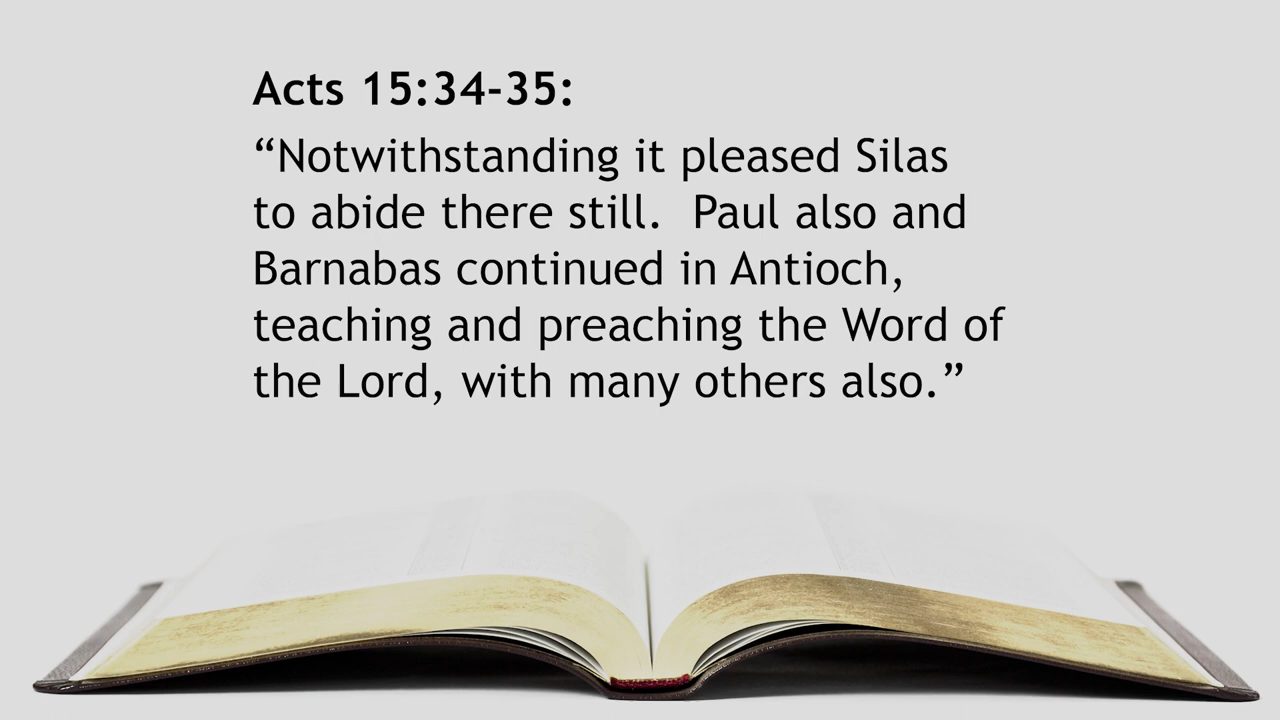 Acts 15:34-35:
“Notwithstanding it pleased Silas
to abide there still.  Paul also and
Barnabas continued in Antioch,
teaching and preaching the Word of
the Lord, with many others also.”